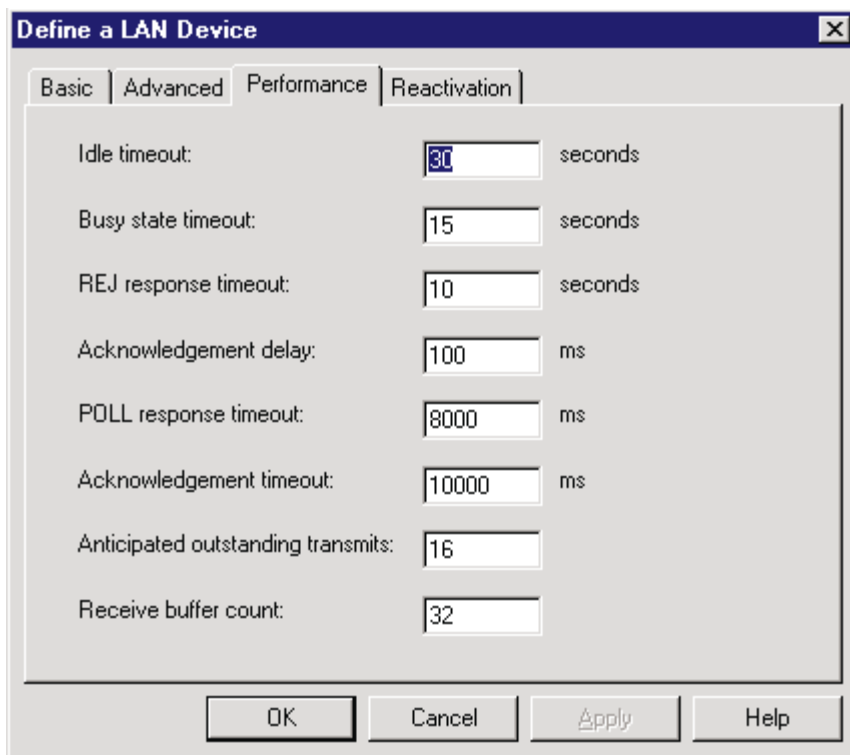 Define a LAN Device
Basic Advanced Performance Reactivation
Idle timeout: 30 seconds
Busy state timeout: 15 seconds
REJ response timeout: 10 seconds
Acknowledgement delay: 100 ms
POLL response timeout: 8000 ms
Acknowledgement timeout: 10000 ms
Anticipated outstanding transmits: 16
Receive buffer count: 32
OK Cancel Apply Help